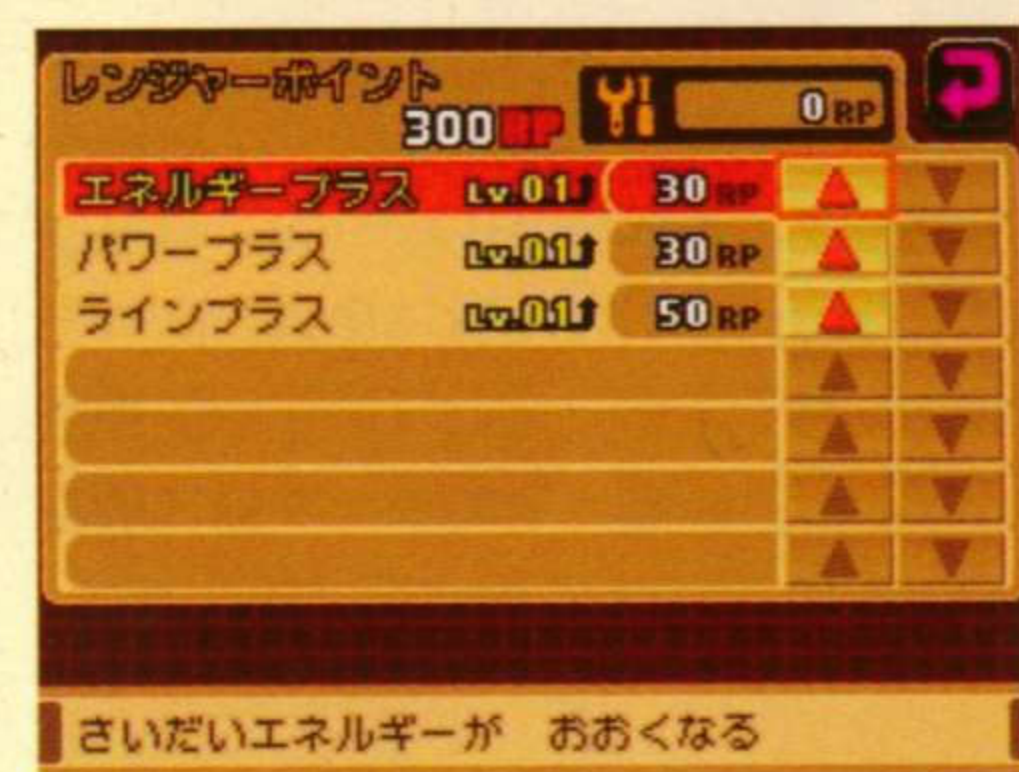 レンジャーポイント
300RP 0RP
エネルギープラス Lv.01 30RP
パワープラス Lv.01 30RP
ラインプラス Lv.01 50RP
さいだいエネルギーが おおくなる